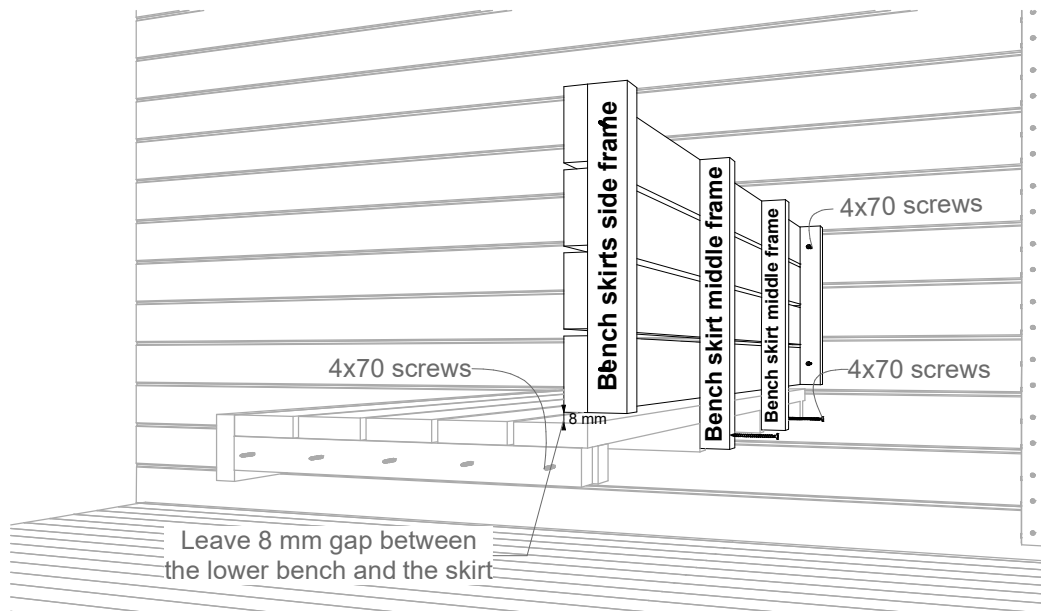 Bench skirts side frame
Bench skirt middle frame
Bench skirt middle frame
4x70 screws
4x70 screws
4x70 screws
8 mm
Leave 8 mm gap between
the lower bench and the skirt